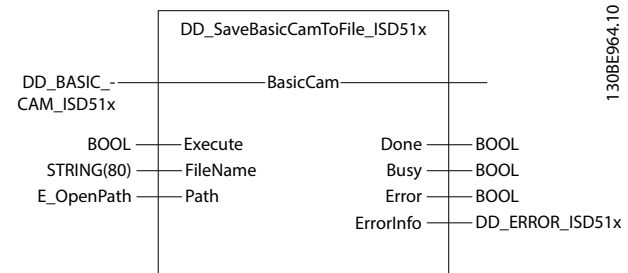 DD_SaveBasicCamToFile_ISD51x
DD_BASIC_-
CAM_ISD51x
BasicCam
BOOL Execute Done BOOL
STRING(80) FileName Busy BOOL
E_OpenPath Path Error BOOL
ErrorInfo DD_ERROR_ISD51x
130BE964.10